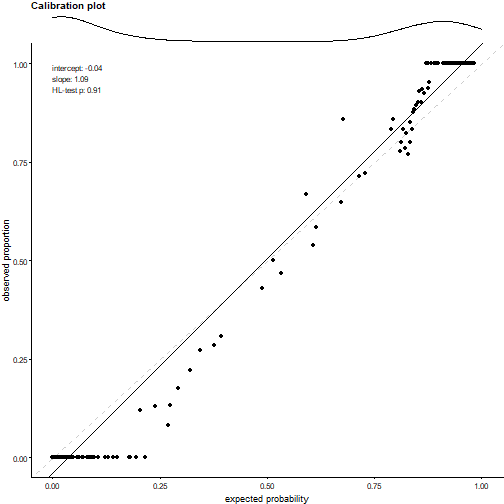 Calibration plot
intercept: -0.04
slope: 1.09
HL-test p: 0.91
observed proportion
1.00
0.75
0.50
0.25
0.00
0.00 0.25 0.50 0.75 1.00
expected probability